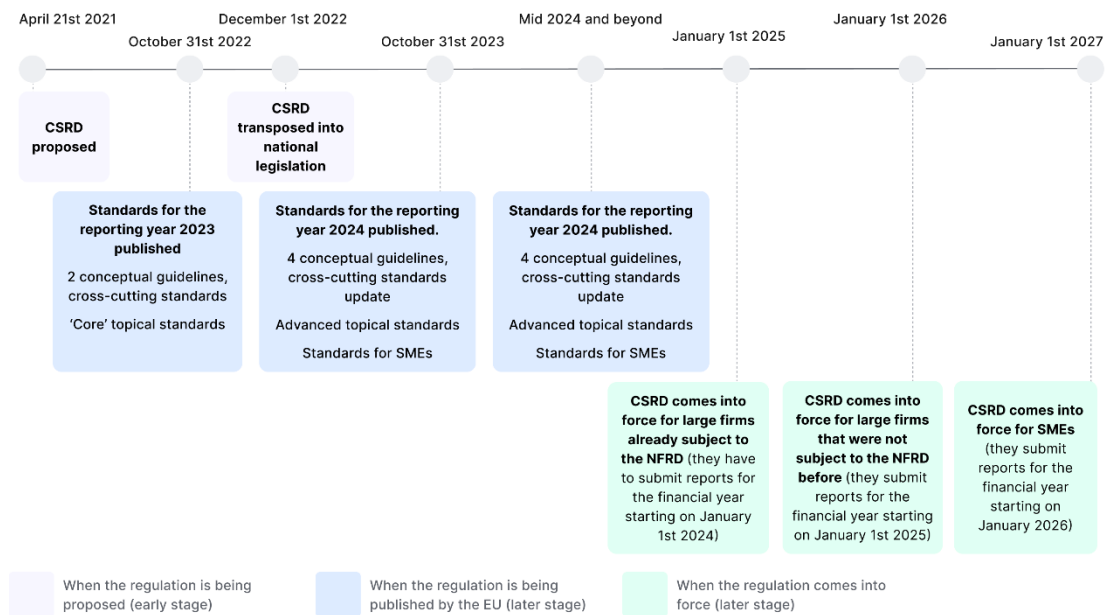 April 21st 2021
December 1st 2022
Mid 2024 and beyond
January 1st 2026
October 31st 2022
October 31st 2023
January 1st 2025
January 1st 2027
CSRD
proposed
CSRD
transposed into
national
legislation
Standards for the
reporting year 2023
published
2 conceptual guidelines,
cross-cutting standards
‘Core’ topical standards
Standards for the reporting
year 2024 published.
4 conceptual guidelines,
cross-cutting standards
update
Advanced topical standards
Standards for SMEs
Standards for the reporting
year 2024 published.
4 conceptual guidelines,
cross-cutting standards
update
Advanced topical standards
Standards for SMEs
CSRD comes into
force for large firms
already subject to
the NFRD (they have
to submit reports for
the financial year
starting on January
1st 2024)
CSRD comes into
force for large firms
that were not
subject to the NFRD
before (they submit
reports for the
financial year starting
on January 1st 2025)
CSRD comes into
force for SMEs
(they submit
reports for the
financial year
starting on
January 2026)
When the regulation is being
proposed (early stage)
When the regulation is being
published by the EU (later stage)
When the regulation comes into
force (later stage)